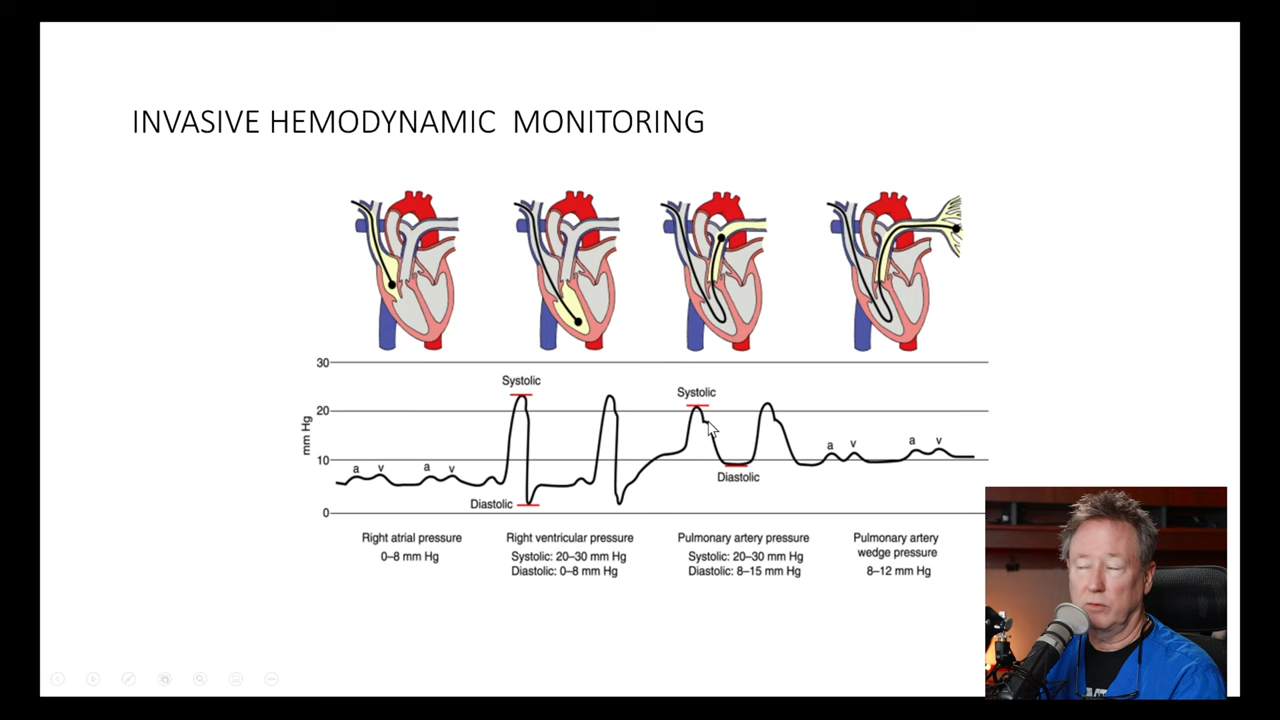 INVASIVE HEMODYNAMIC MONITORING
30
Systolic
Systolic
20
mm Hg
a v a v
a v a v
10
Diastolic
Diastolic
0
Right atrial pressure
0–8 mm Hg
Right ventricular pressure
Systolic: 20–30 mm Hg
Diastolic: 0–8 mm Hg
Pulmonary artery pressure
Systolic: 20–30 mm Hg
Diastolic: 8–15 mm Hg
Pulmonary artery
wedge pressure
8–12 mm Hg